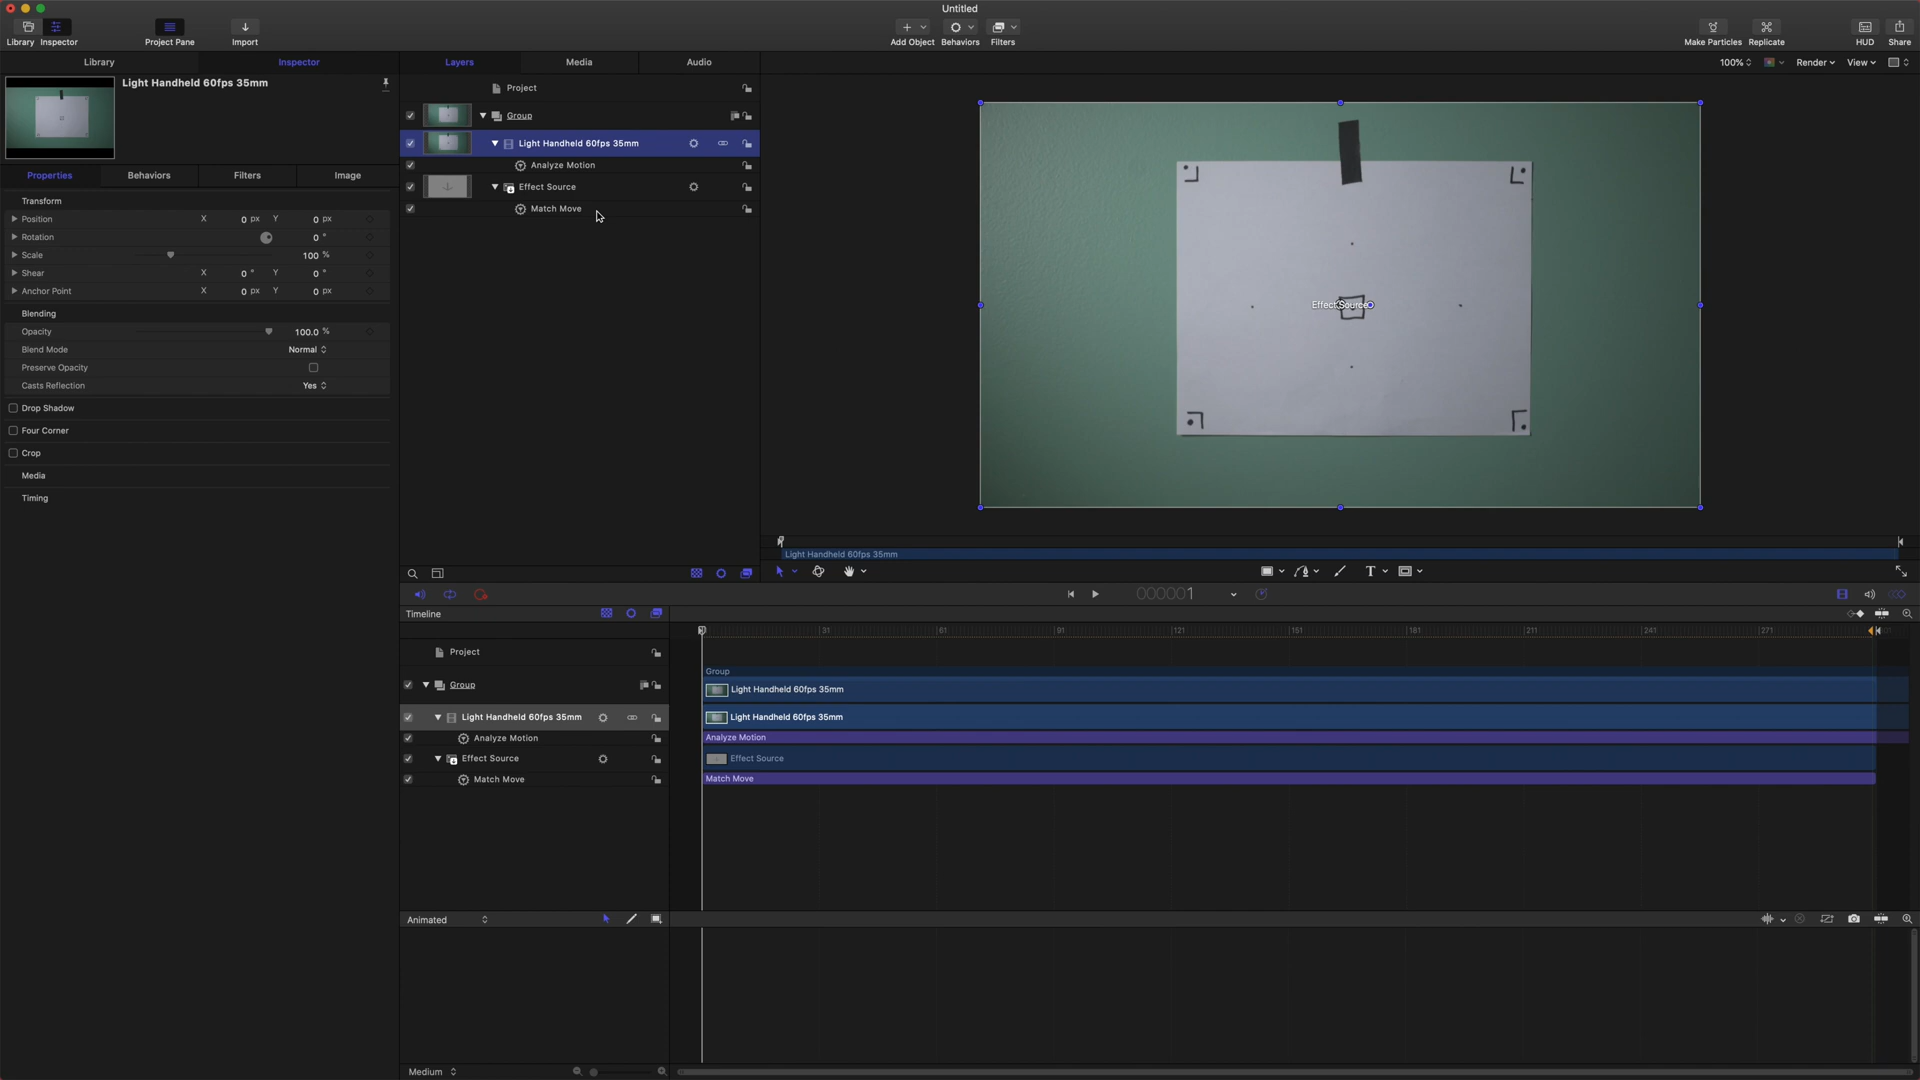 Untitled
Library
Inspector
Project Pane
Import
Add Object
Behaviors
Filters
Make Particles
Replicate
HUD
Share
Library
Inspector
Layers
Media
Audio
100%
Render
View
Light Handheld 60fps 35mm
Project
Group
Light Handheld 60fps 35mm
Analyze Motion
Effect Source
Match Move
Properties
Behaviors
Filters
Image
Transform
Position X 0 px Y 0 px
Rotation 0 °
Scale 100 %
Shear X 0 ° Y 0 °
Anchor Point X 0 px Y 0 px
Blending
Opacity 100.0 %
Blend Mode Normal
Preserve Opacity
Casts Reflection Yes
Drop Shadow
Four Corner
Crop
Media
Timing
Effect Source
Light Handheld 60fps 35mm
T
000001
Timeline
31 61 91 121 151 181 211 241 271
Project
Group
Group
Light Handheld 60fps 35mm
Light Handheld 60fps 35mm
Light Handheld 60fps 35mm
Analyze Motion
Analyze Motion
Effect Source
Effect Source
Match Move
Match Move
Animated
Medium